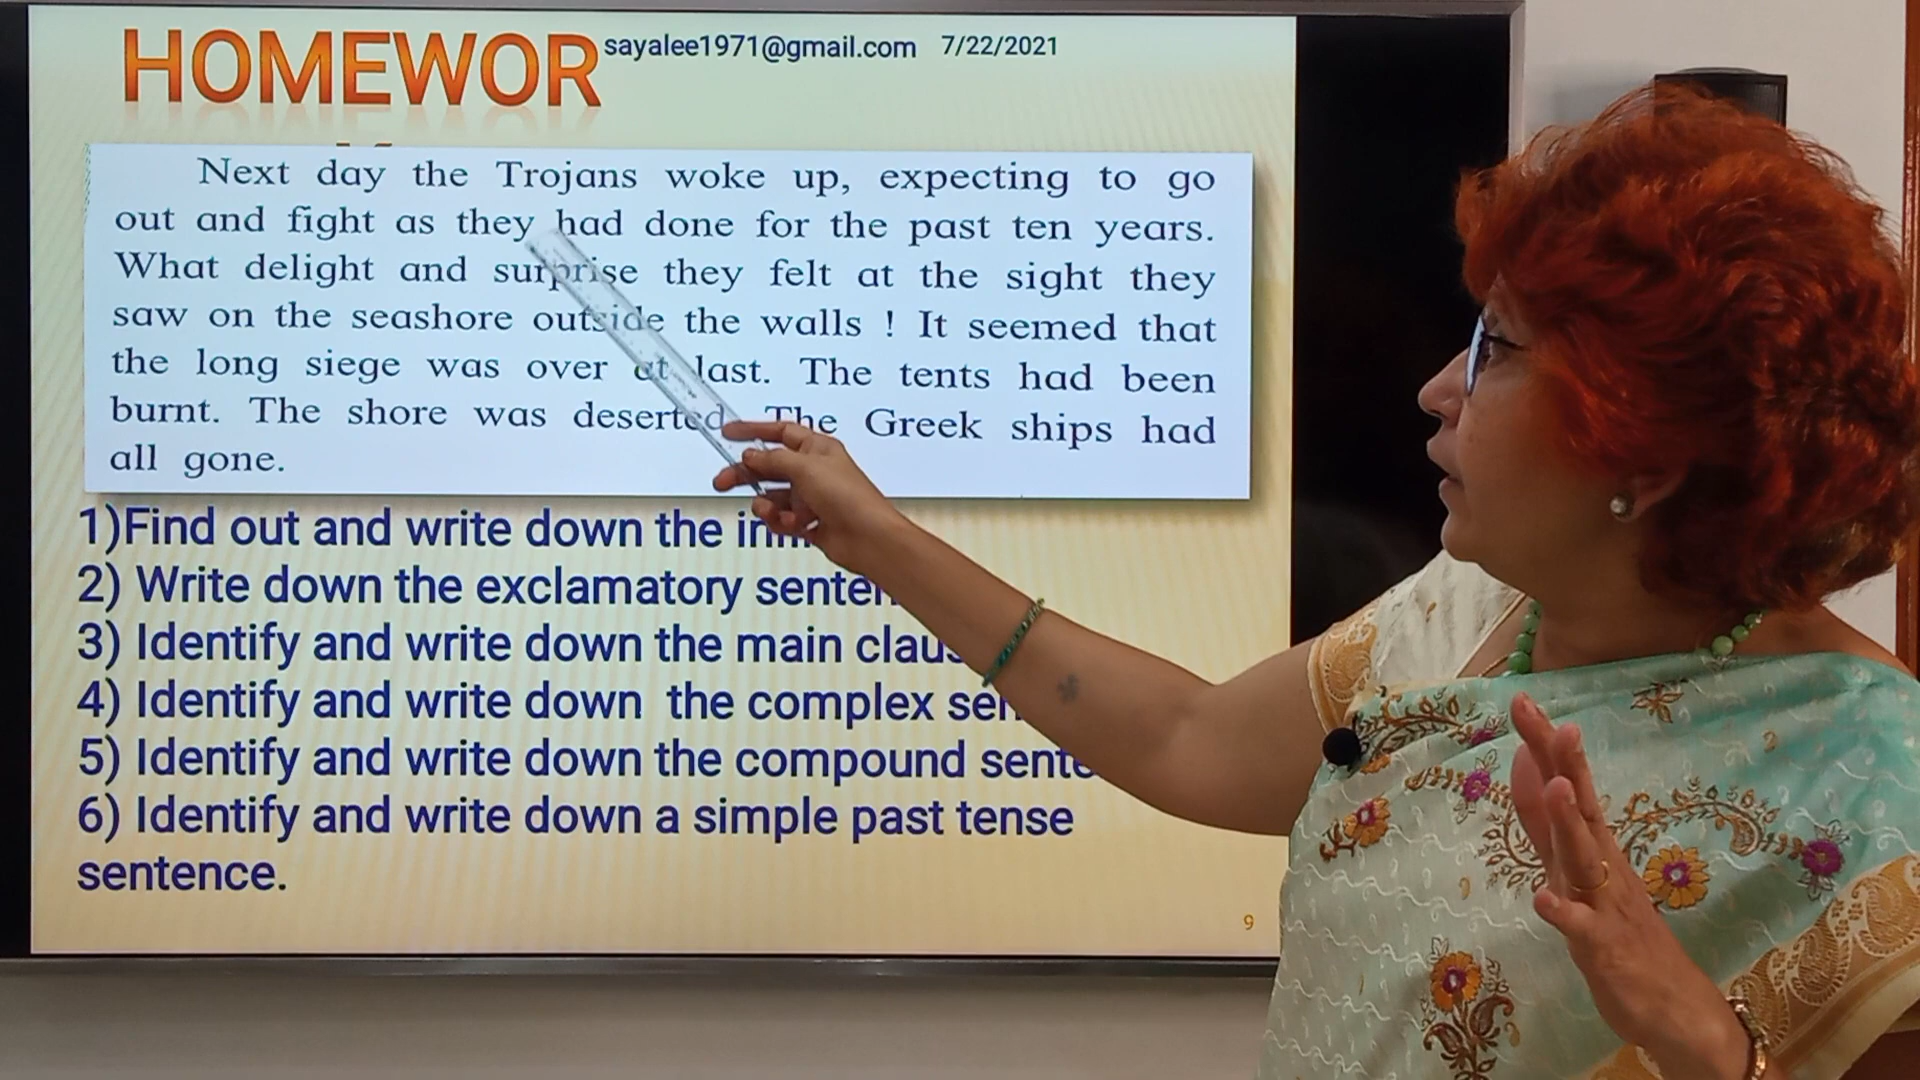 HOMEWOR
sayalee1971@gmail.com 7/22/2021
Next day the Trojans woke up, expecting to go
out and fight as they had done for the past ten years.
What delight and surprise they felt at the sight they
saw on the seashore outside the walls ! It seemed that
the long siege was over at last. The tents had been
burnt. The shore was deserted. The Greek ships had
all gone.
1)Find out and write down the
2) Write down the exclamatory
3) Identify and write down the main
4) Identify and write down the complex
5) Identify and write down the compound
6) Identify and write down a simple past tense
sentence.
9